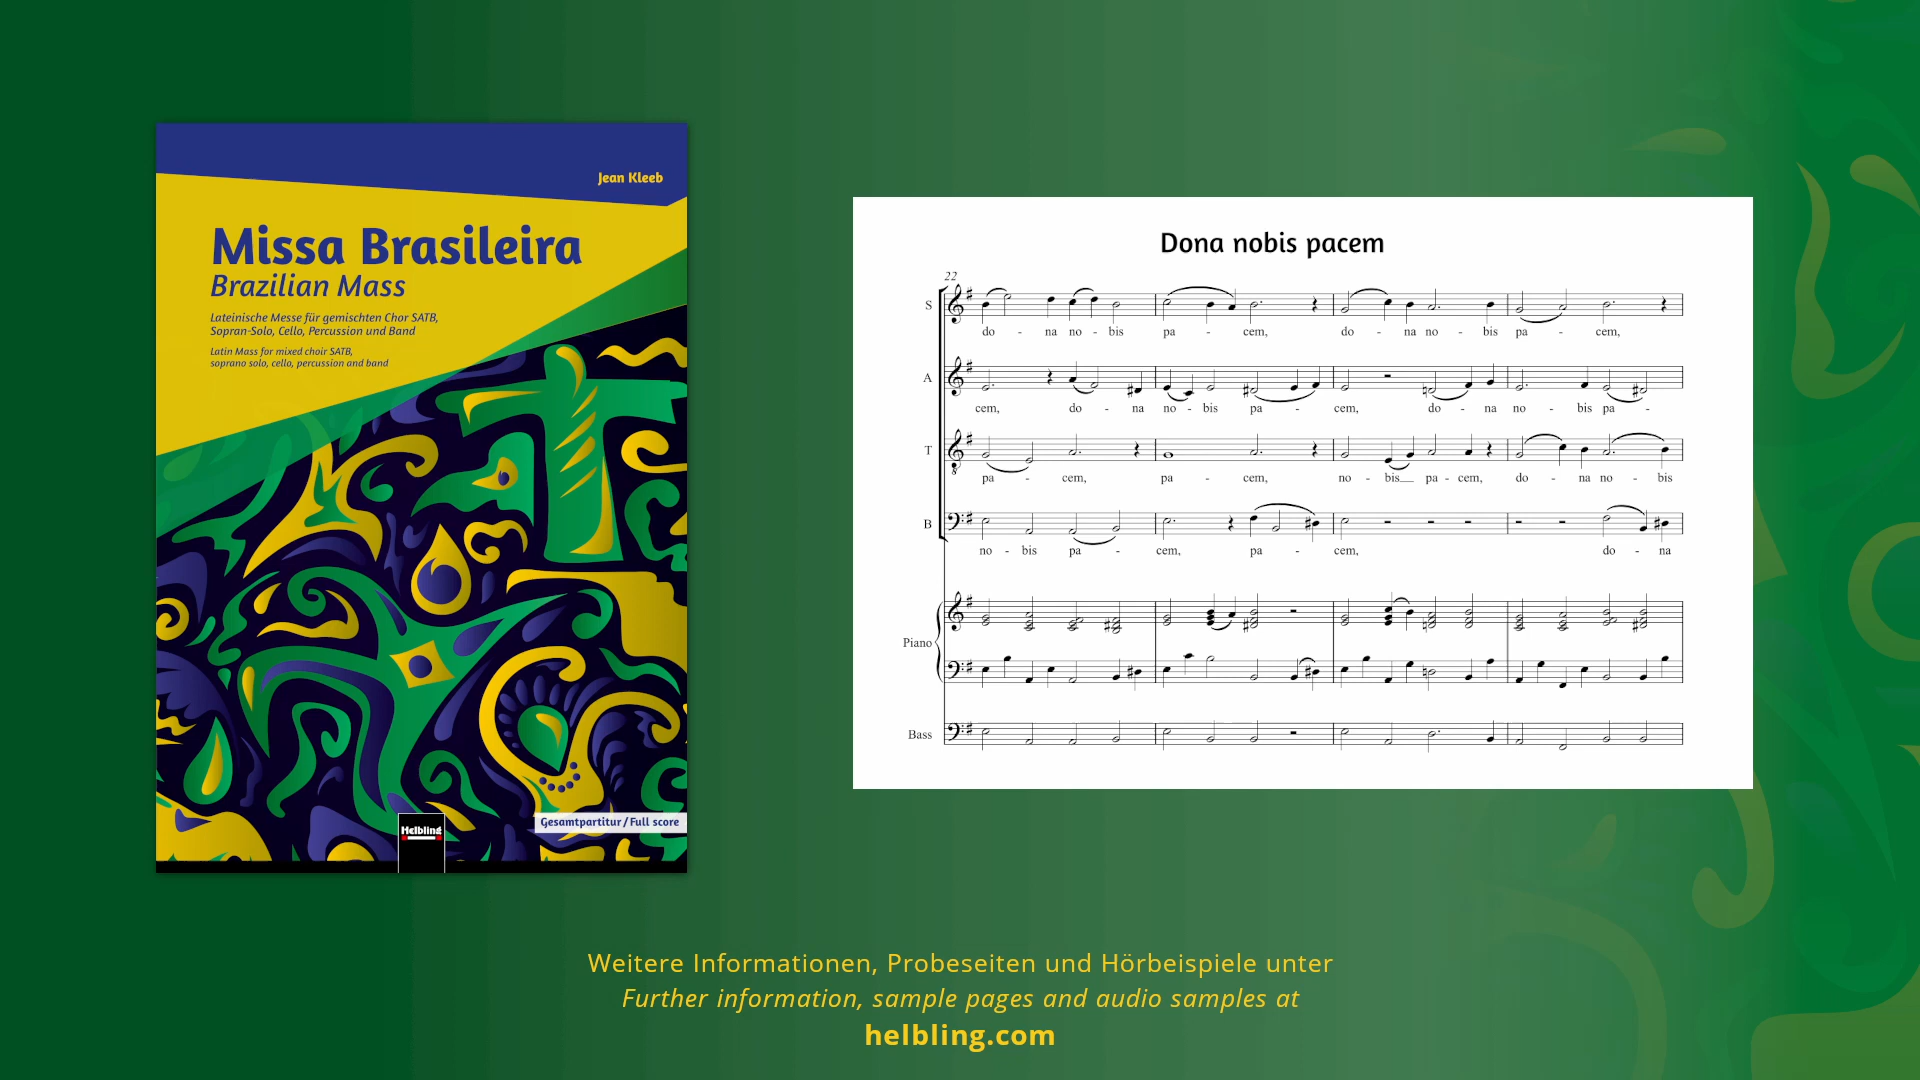 Jean Kleeb
Missa Brasileira
Brazilian Mass
Lateinische Messe für gemischten Chor SATB,
Sopran-Solo, Cello, Percussion und Band
Latin Mass for mixed choir SATB,
soprano solo, cello, percussion and band
Helbling
Gesamtpartitur / Full score
Dona nobis pacem
22
S
do - na no - bis pa - cem, do - na no - bis pa - cem,
A
cem, do - na no - bis pa - cem, do - na no - bis pa -
T
8
pa - cem, pa - cem, no - bis__ pa - cem, do - na no - bis
B
no - bis pa - cem, pa - cem, do - na
Piano
Bass
Weitere Informationen, Probeseiten und Hörbeispiele unter
Further information, sample pages and audio samples at
helbling.com